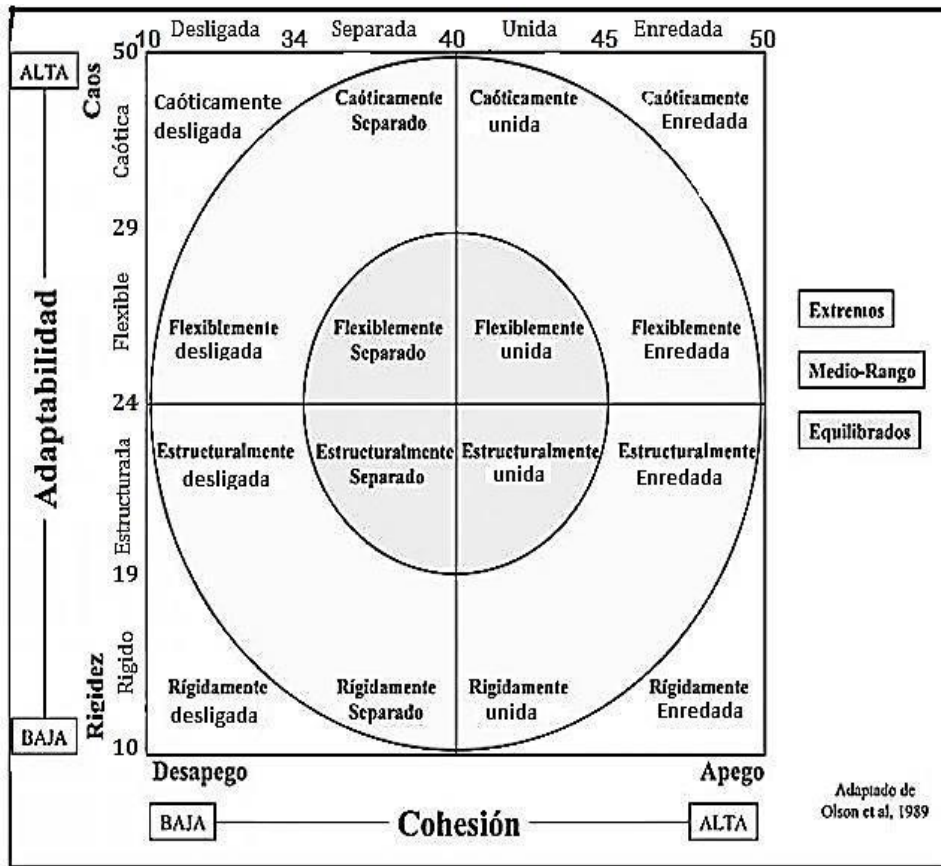 Desligada Separada Unida Enredada
10 34 40 45 50
50
ALTA
Caos
Caótica
Caóticamente
desligada
Caóticamente
Separado
Caóticamente
unida
Caóticamente
Enredada
29
Adaptabilidad
Flexible
Flexiblemente
desligada
Flexiblemente
Separado
Flexiblemente
unida
Flexiblemente
Enredada
Extremos
Medio-Rango
Equilibrados
24
Estructurada
Estructuralmente
desligada
Estructuralmente
Separado
Estructuralmente
unida
Estructuralmente
Enredada
19
Rigidez
Rigido
Rígidamente
desligada
Rígidamente
Separado
Rigidamente
unida
Rígidamente
Enredada
BAJA
10
Desapego Apego
BAJA Cohesión ALTA
Adaptado de
Olson et al, 1989